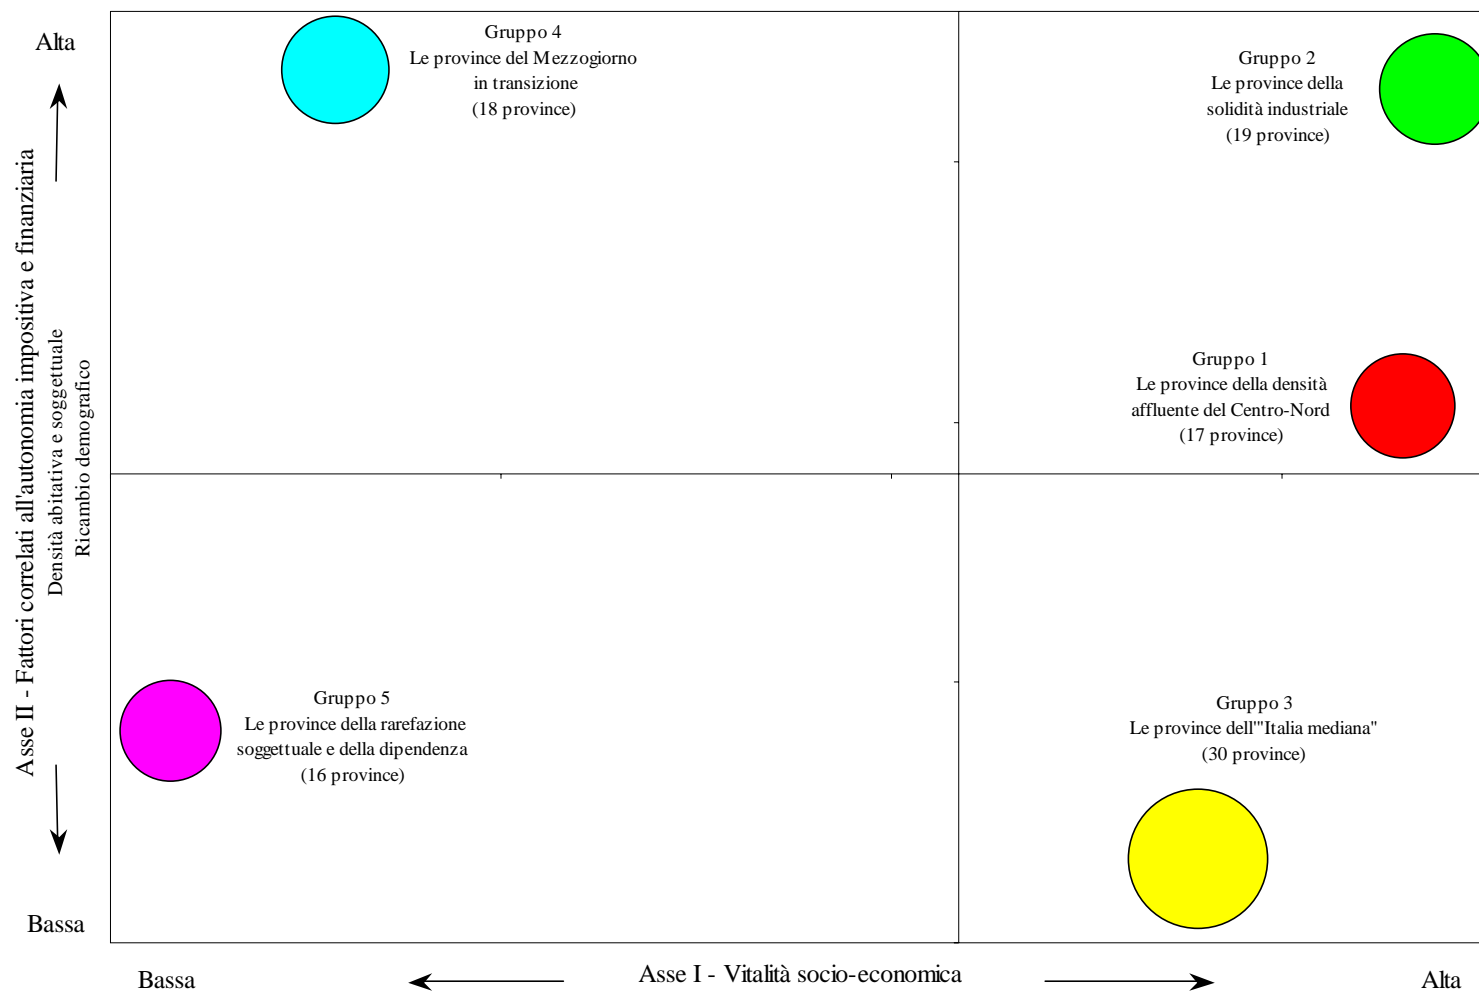 Alta
Gruppo 4
Le province del Mezzogiorno
in transizione
(18 province)
Gruppo 2
Le province della
solidità industriale
(19 province)
Asse II - Fattori correlati all'autonomia impositiva e finanziaria
Densità abitativa e soggettuale
Ricambio demografico
Gruppo 1
Le province della densità
affluente del Centro-Nord
(17 province)
Gruppo 5
Le province della rarefazione
soggettuale e della dipendenza
(16 province)
Gruppo 3
Le province dell'"Italia mediana"
(30 province)
Bassa
Bassa
Asse I - Vitalità socio-economica
Alta